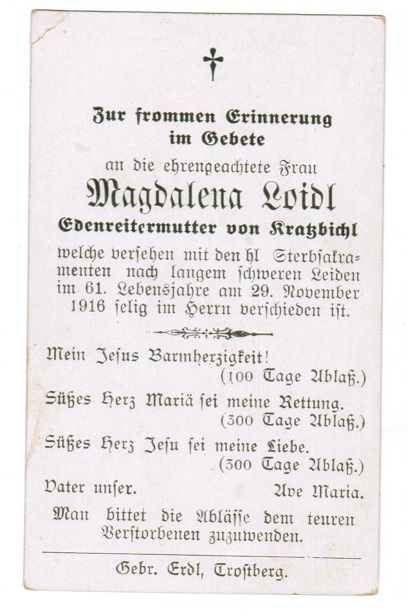 Zur frommen Erinnerung
im Gebete
an die ehrengeachtete Frau
Magdalena Loidl
Edenreitermutter von Kratzbichl
welche versehen mit den hl Sterbsakra-
menten nach langem schweren Leiden
im 61. Lebensjahre am 29. November
1916 selig im Herrn verschieden ist.
Mein Jesus Barmherzigkeit!
(100 Tage Ablaß.)
Süßes Herz Mariä sei meine Rettung.
(300 Tage Ablaß.)
Süßes Herz Jesu sei meine Liebe.
(300 Tage Ablaß.)
Vater unser. Ave Maria.
Man bittet die Ablässe dem teuren
Verstorbenen zuzuwenden.
Gebr. Erdl, Trostberg.